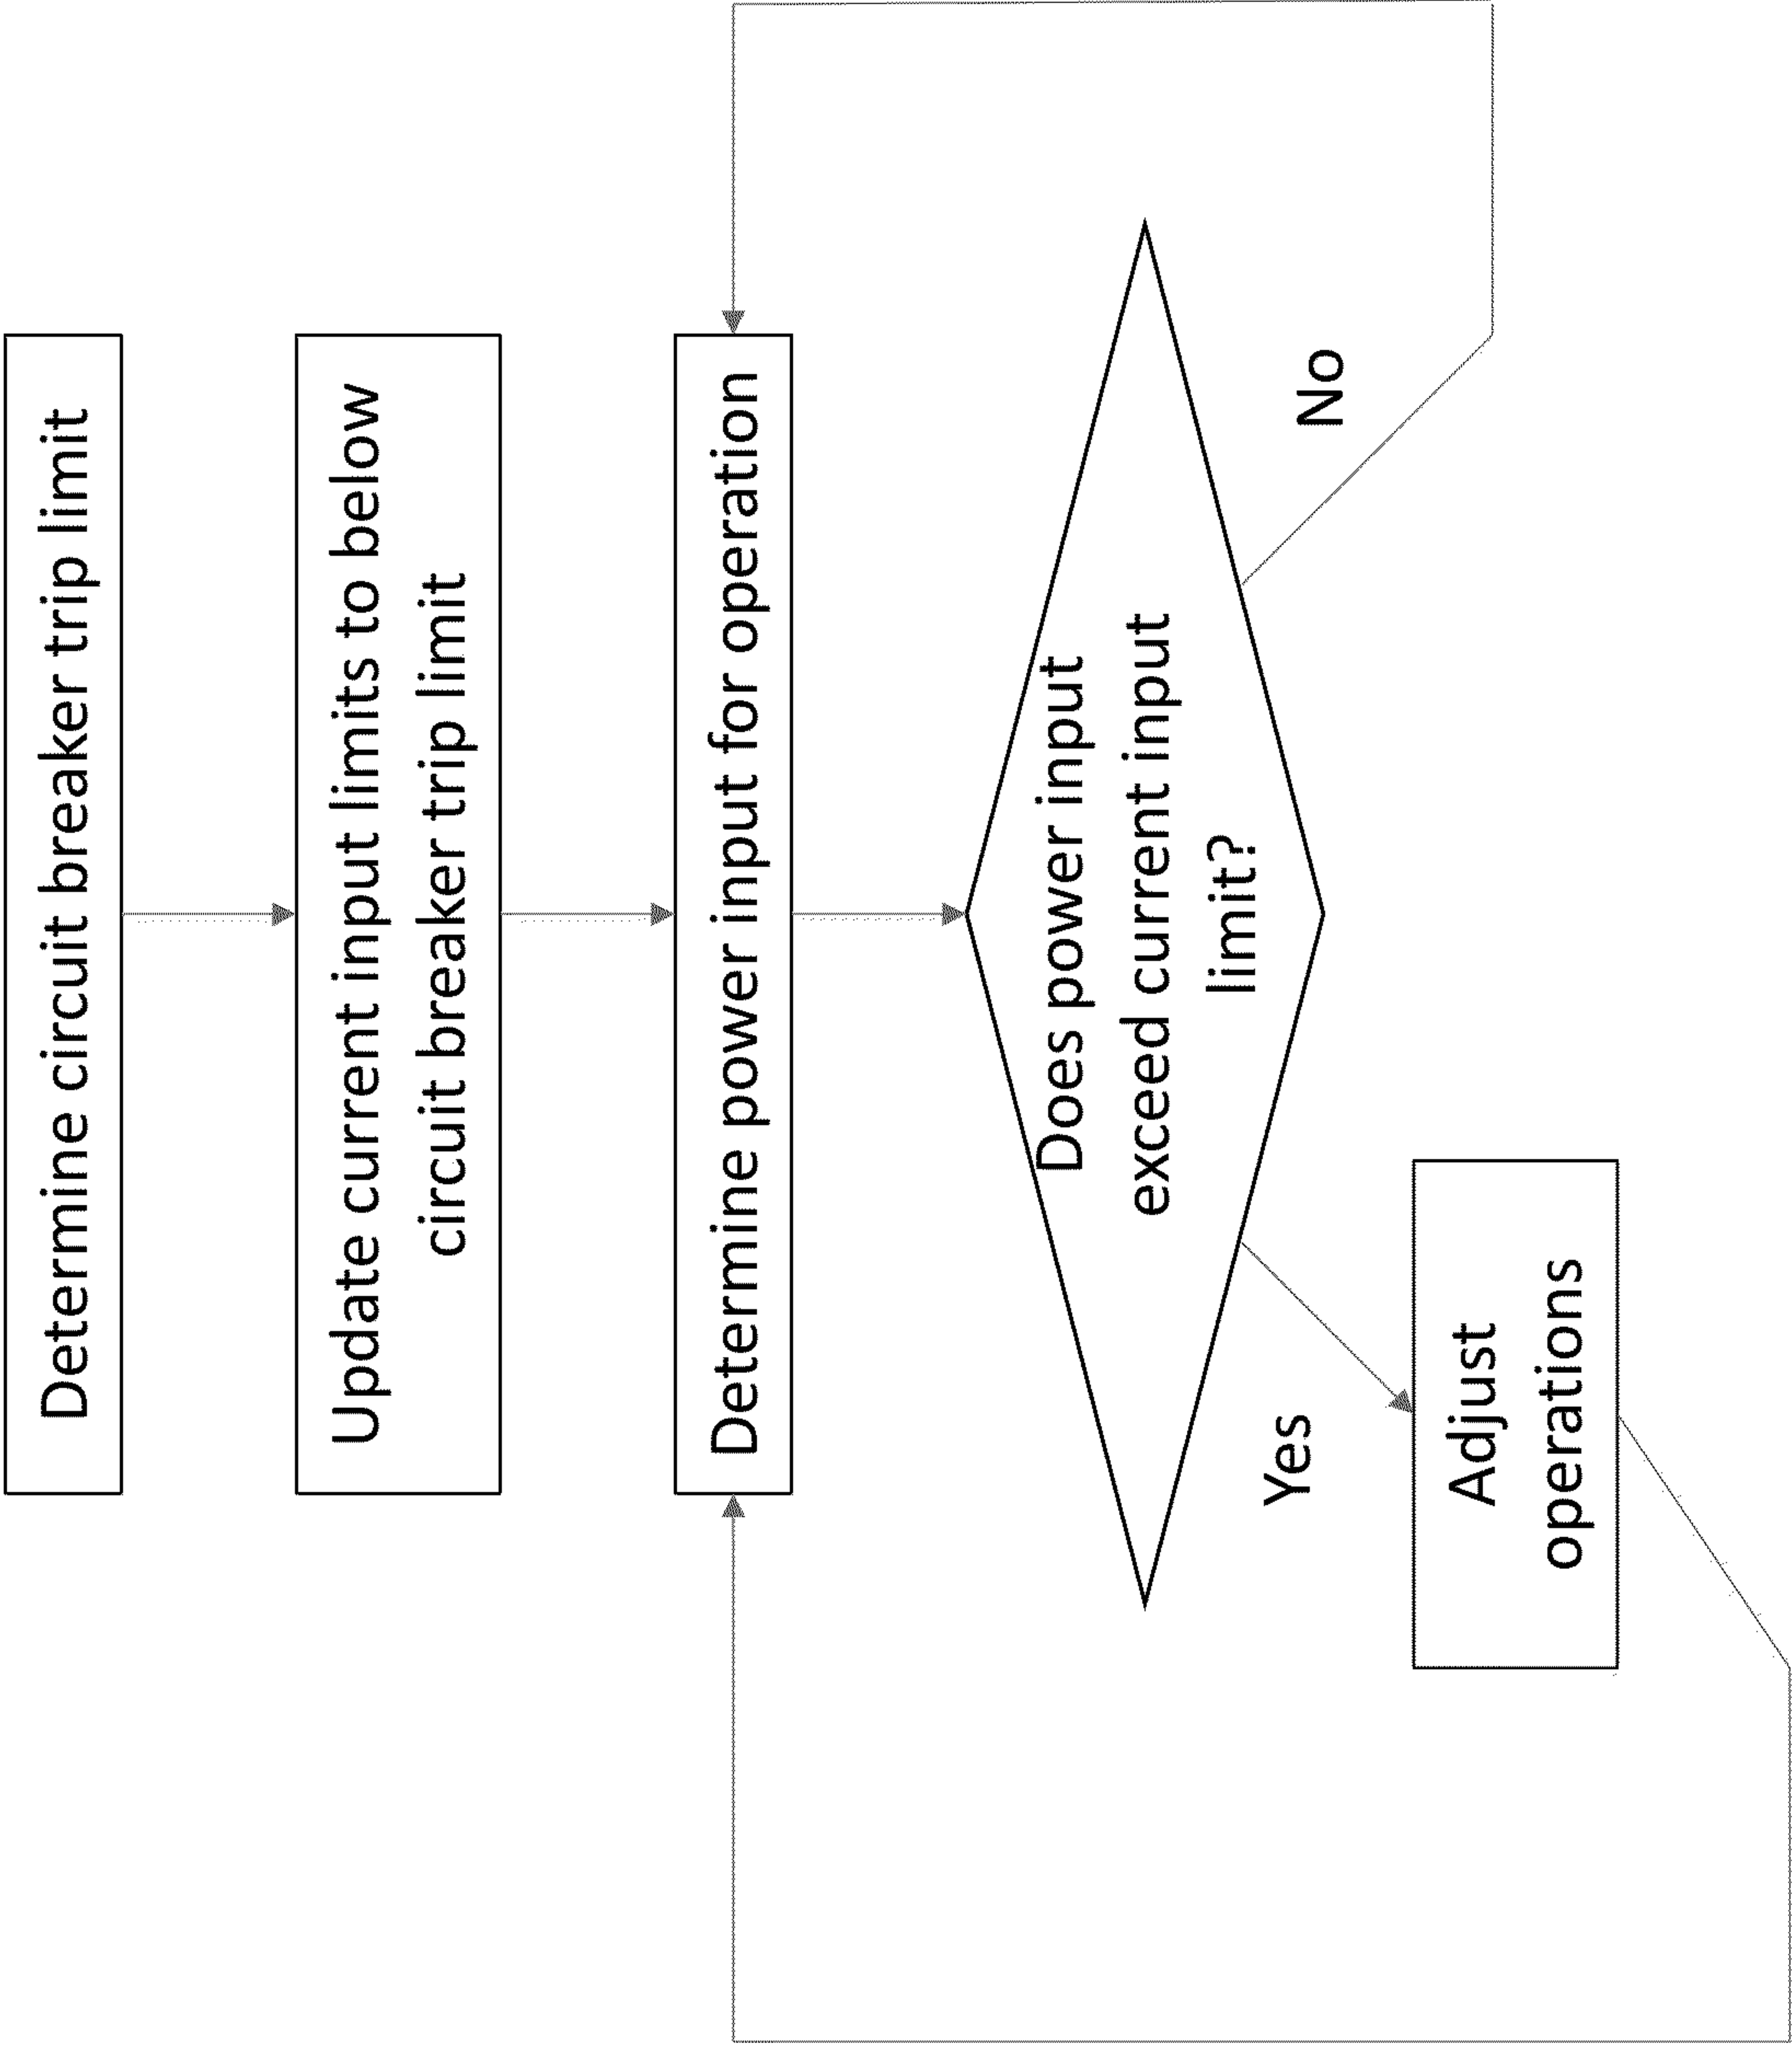 Determine circuit breaker trip limit
Update current input limits to below
circuit breaker trip limit
Determine power input for operation
Does power input
exceed current input
limit?
Yes
No
Adjust
operations